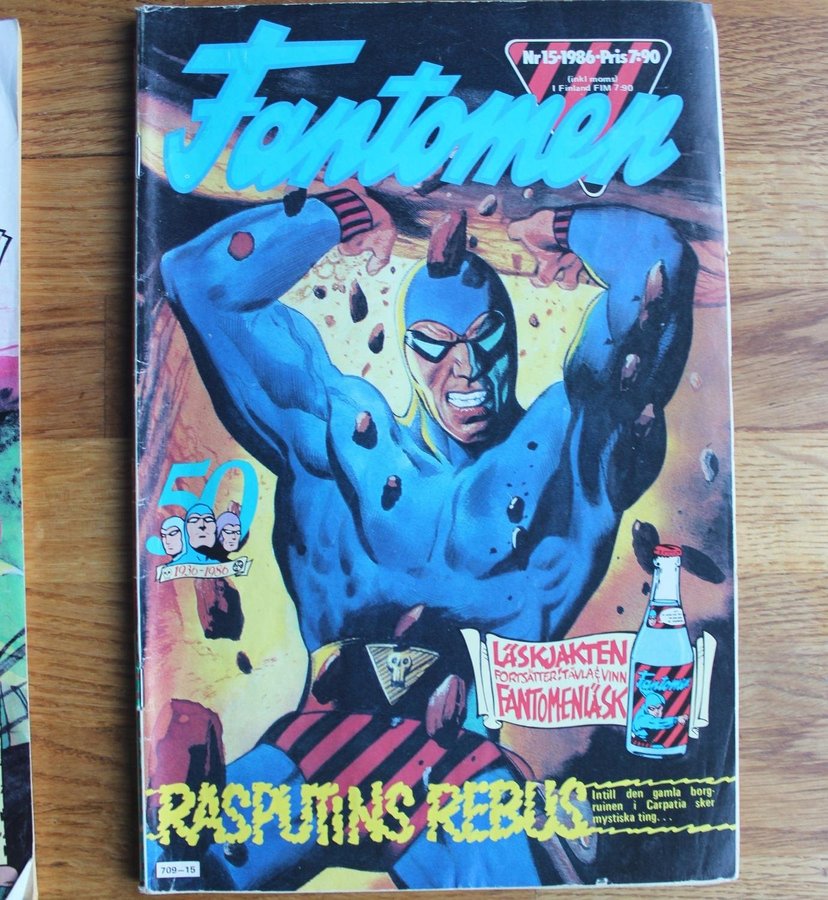 Fantomen
Nr 15·1986·Pris 7:90
(inkl moms)
I Finland FIM 7:90
50
1936-1986
LÄSKJAKTEN
FORTSÄTTER! TÄVLA & VINN
FANTOMENLÄSK
Fantomen
RASPUTINS REBUS
Intill den gamla borg-
ruinen i Carpatia sker
mystiska ting...
709-15